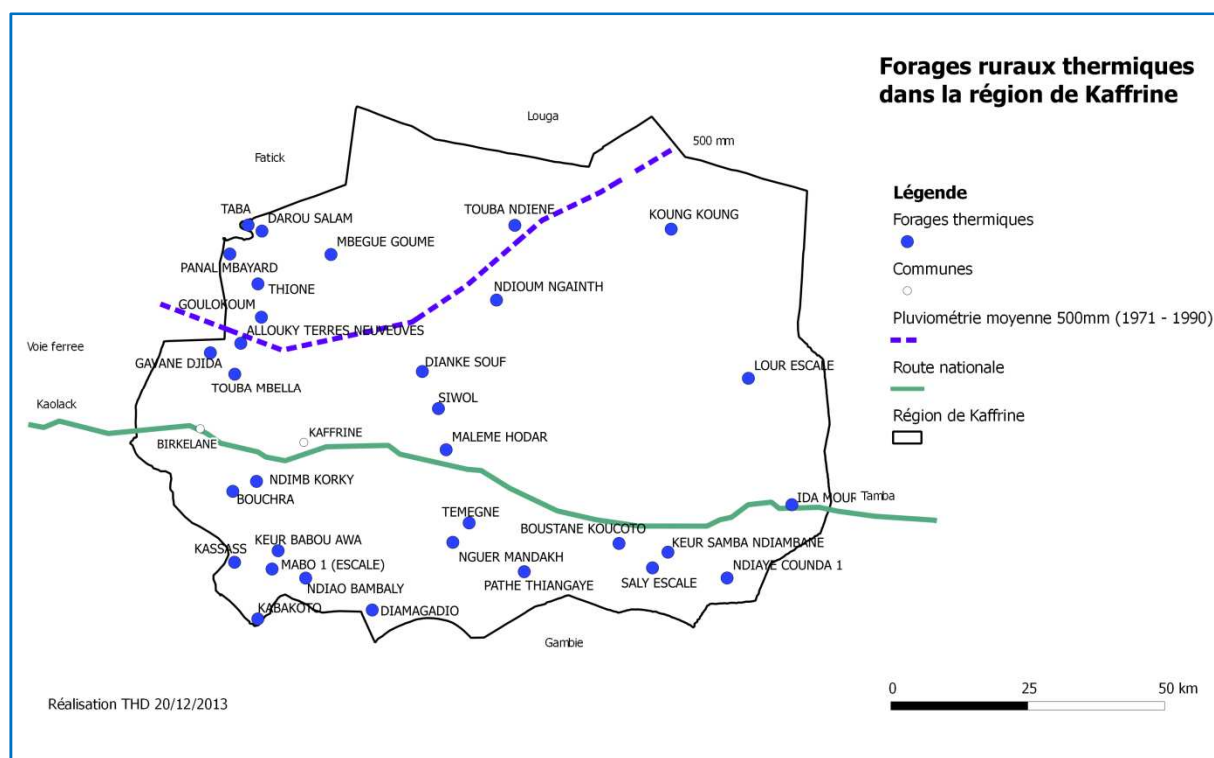 Forages ruraux thermiques
dans la région de Kaffrine
Louga
500 mm
Fatick
TABA
DAROU SALAM
TOUBA NDIENE
KOUNG KOUNG
MBEGUE GOUME
PANAL MBAYARD
THIONE
NDIOUM NGAINTH
GOULOKOUM
ALLOUKY TERRES NEUVEUVES
Voie ferree
GAVANE DJIDA
DIANKE SOUF
LOUR ESCALE
TOUBA MBELLA
SIWOL
Kaolack
BIRKELANE
KAFFRINE
MALEME HODAR
NDIMB KORKY
BOUCHRA
IDA MOUR
Tamba
TEMEGNE
BOUSTANE KOUCOTO
KEUR BABOU AWA
KASSASS
NGUER MANDAKH
KEUR SAMBA NDIAMBANE
MABO 1 (ESCALE)
NDIAO BAMBALY
PATHE THIANGAYE
SALY ESCALE
NDIAYE COUNDA 1
KABAKOTO
DIAMAGADIO
Gambie
Légende
Forages thermiques
Communes
Pluviométrie moyenne 500mm (1971 - 1990)
Route nationale
Région de Kaffrine
Réalisation THD 20/12/2013
0 25 50 km